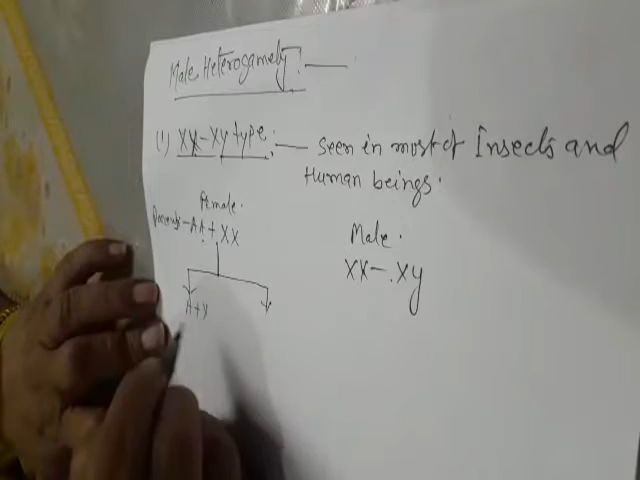 Male Heterogamety :—
(1) XX-XY type :— seen in most of Insects and
Human beings.
Female.
Parents-AA+XX
Male.
XX-.Xy
A+X